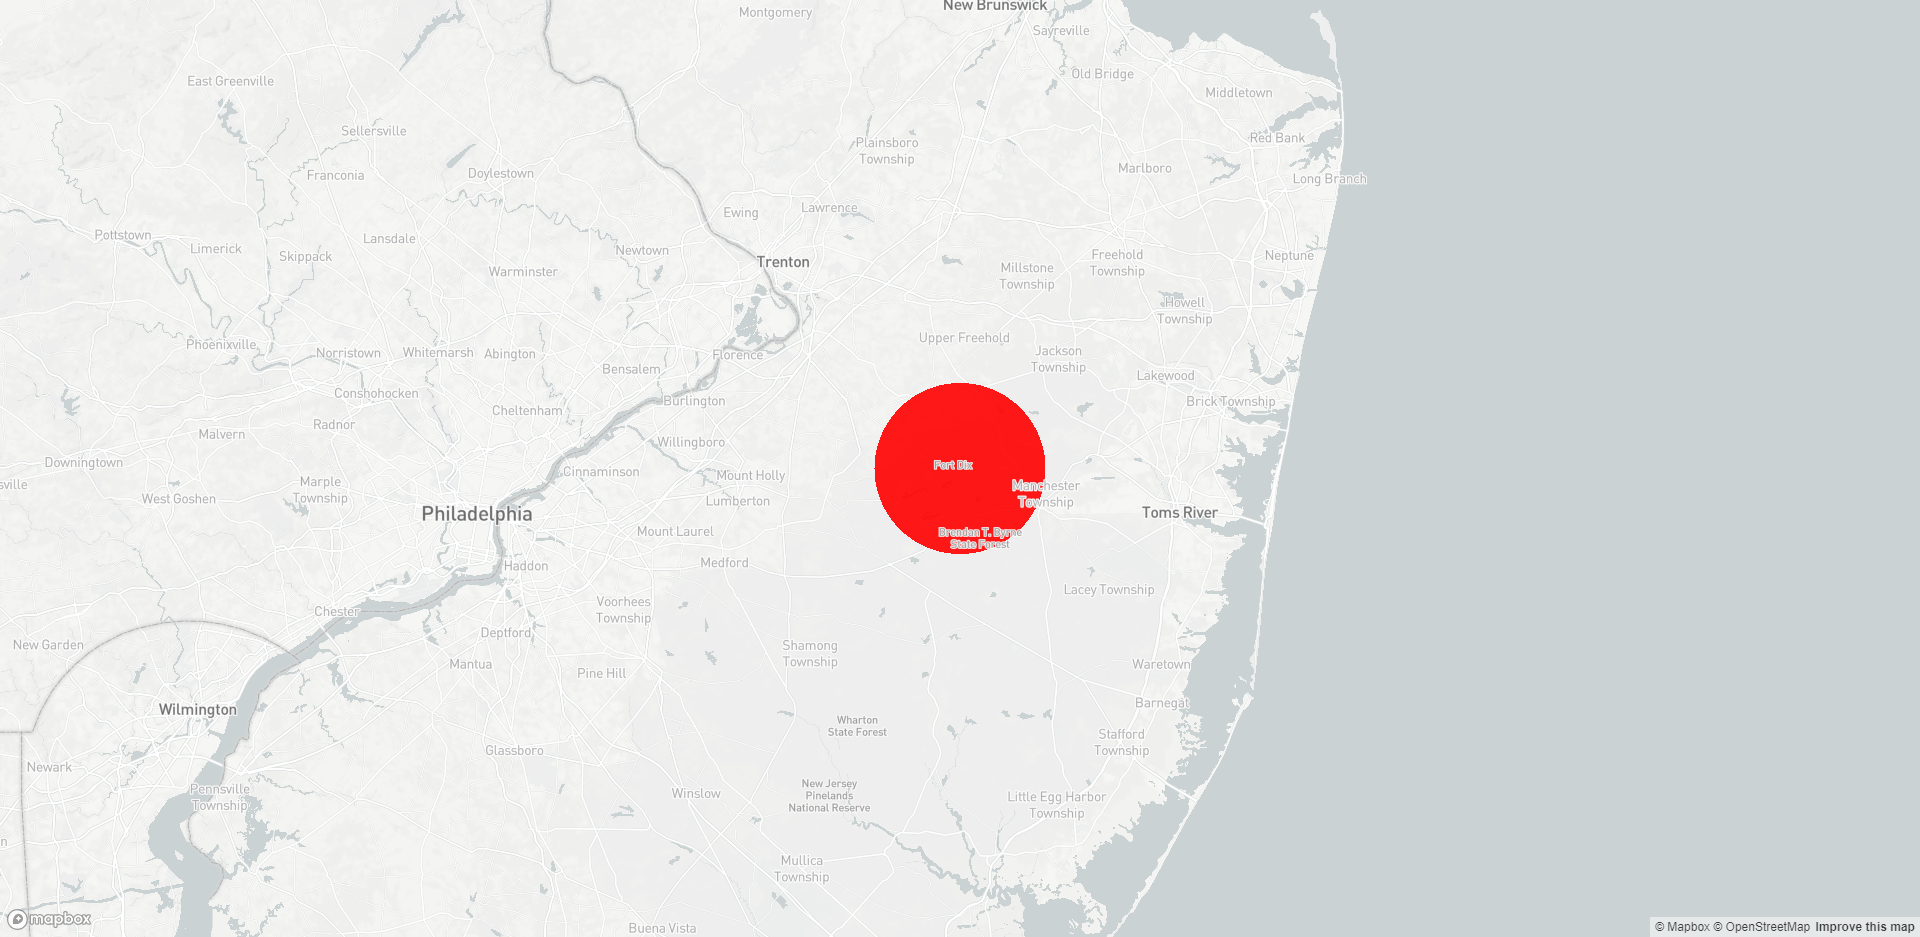 New Brunswick
Montgomery
Sayreville
Old Bridge
East Greenville
Middletown
Sellersville
Red Bank
Plainsboro
Township
Marlboro
Doylestown
Franconia
Long Branch
Lawrence
Ewing
Pottstown
Lansdale
Limerick
Newtown
Skippack
Freehold
Township
Neptune
Trenton
Warminster
Millstone
Township
Howell
Township
Upper Freehold
Phoenixville
Norristown
Whitemarsh
Abington
Florence
Jackson
Township
Bensalem
Lakewood
Conshohocken
Burlington
Brick Township
Cheltenham
Radnor
Malvern
Willingboro
Downingtown
Fort Dix
Cinnaminson
Mount Holly
sville
Marple
Township
Manchester
Township
West Goshen
Lumberton
Philadelphia
Toms River
Mount Laurel
Brendan T. Byrne
State Forest
Medford
Haddon
Lacey Township
Voorhees
Township
Chester
Deptford
New Garden
Shamong
Township
Mantua
Waretown
Pine Hill
Barnegat
Wilmington
Wharton
State Forest
Stafford
Township
Glassboro
Newark
New Jersey
Pinelands
National Reserve
Pennsville
Township
Winslow
Little Egg Harbor
Township
Mullica
Township
Buena Vista
mapbox
© Mapbox © OpenStreetMap Improve this map